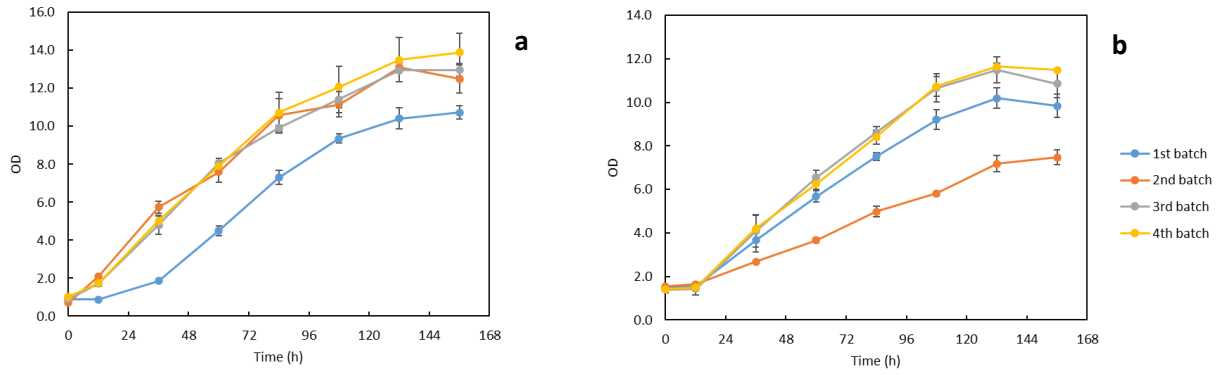 16.0
14.0
12.0
10.0
8.0
6.0
4.0
2.0
0.0
OD
0 24 48 72 96 120 144 168
Time (h)
a
14.0
12.0
10.0
8.0
6.0
4.0
2.0
0.0
OD
0 24 48 72 96 120 144 168
Time (h)
b
1st batch
2nd batch
3rd batch
4th batch